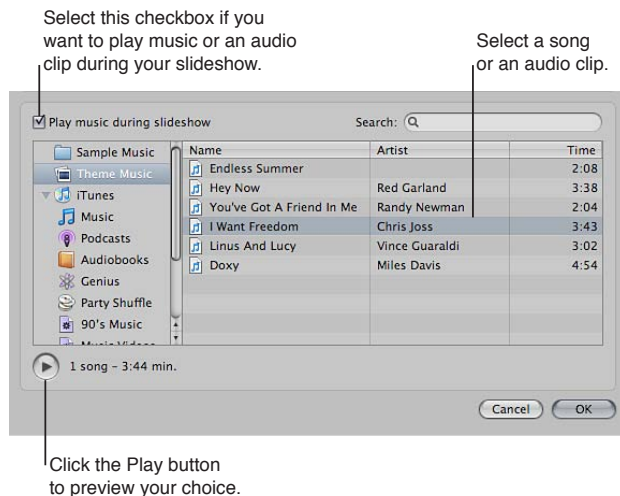 Select this checkbox if you
want to play music or an audio
clip during your slideshow.
Select a song
or an audio clip.
Play music during slideshow
Search:
Sample Music
Theme Music
iTunes
Music
Podcasts
Audiobooks
Genius
Party Shuffle
90's Music
Music Videos
Name Artist Time
Endless Summer 2:08
Hey Now Red Garland 3:38
You've Got A Friend In Me Randy Newman 2:04
I Want Freedom Chris Joss 3:43
Linus And Lucy Vince Guaraldi 3:02
Doxy Miles Davis 4:54
1 song – 3:44 min.
Cancel OK
Click the Play button
to preview your choice.